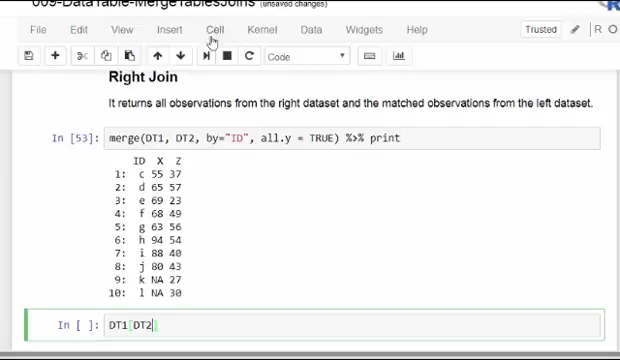 009-DataTable-MergeTablesJoins (unsaved changes)
File Edit View Insert Cell Kernel Data Widgets Help Trusted R
Code
Right Join
It returns all observations from the right dataset and the matched observations from the left dataset.
In [53]: merge(DT1, DT2, by="ID", all.y = TRUE) %>% print
ID X Z
1: c 55 37
2: d 65 57
3: e 69 23
4: f 68 49
5: g 63 56
6: h 94 54
7: i 88 40
8: j 80 43
9: k NA 27
10: l NA 30
In [ ]: DT1[DT2]